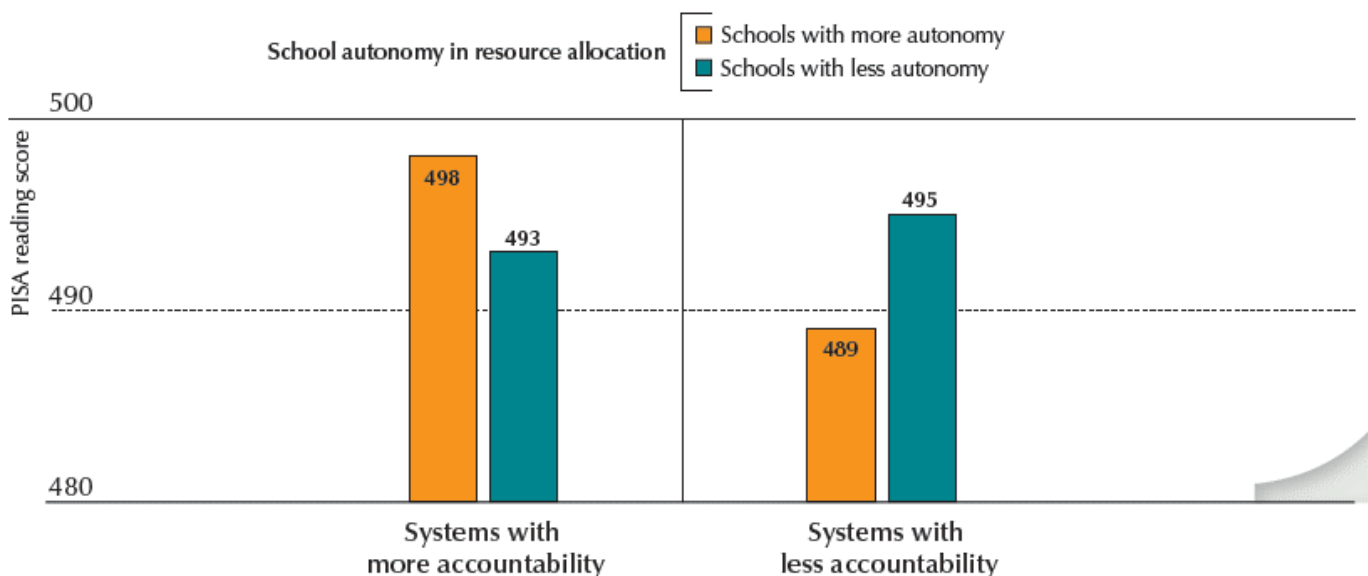 School autonomy in resource allocation
Schools with more autonomy
Schools with less autonomy
PISA reading score
500
490
480
498
493
489
495
Systems with
more accountability
Systems with
less accountability